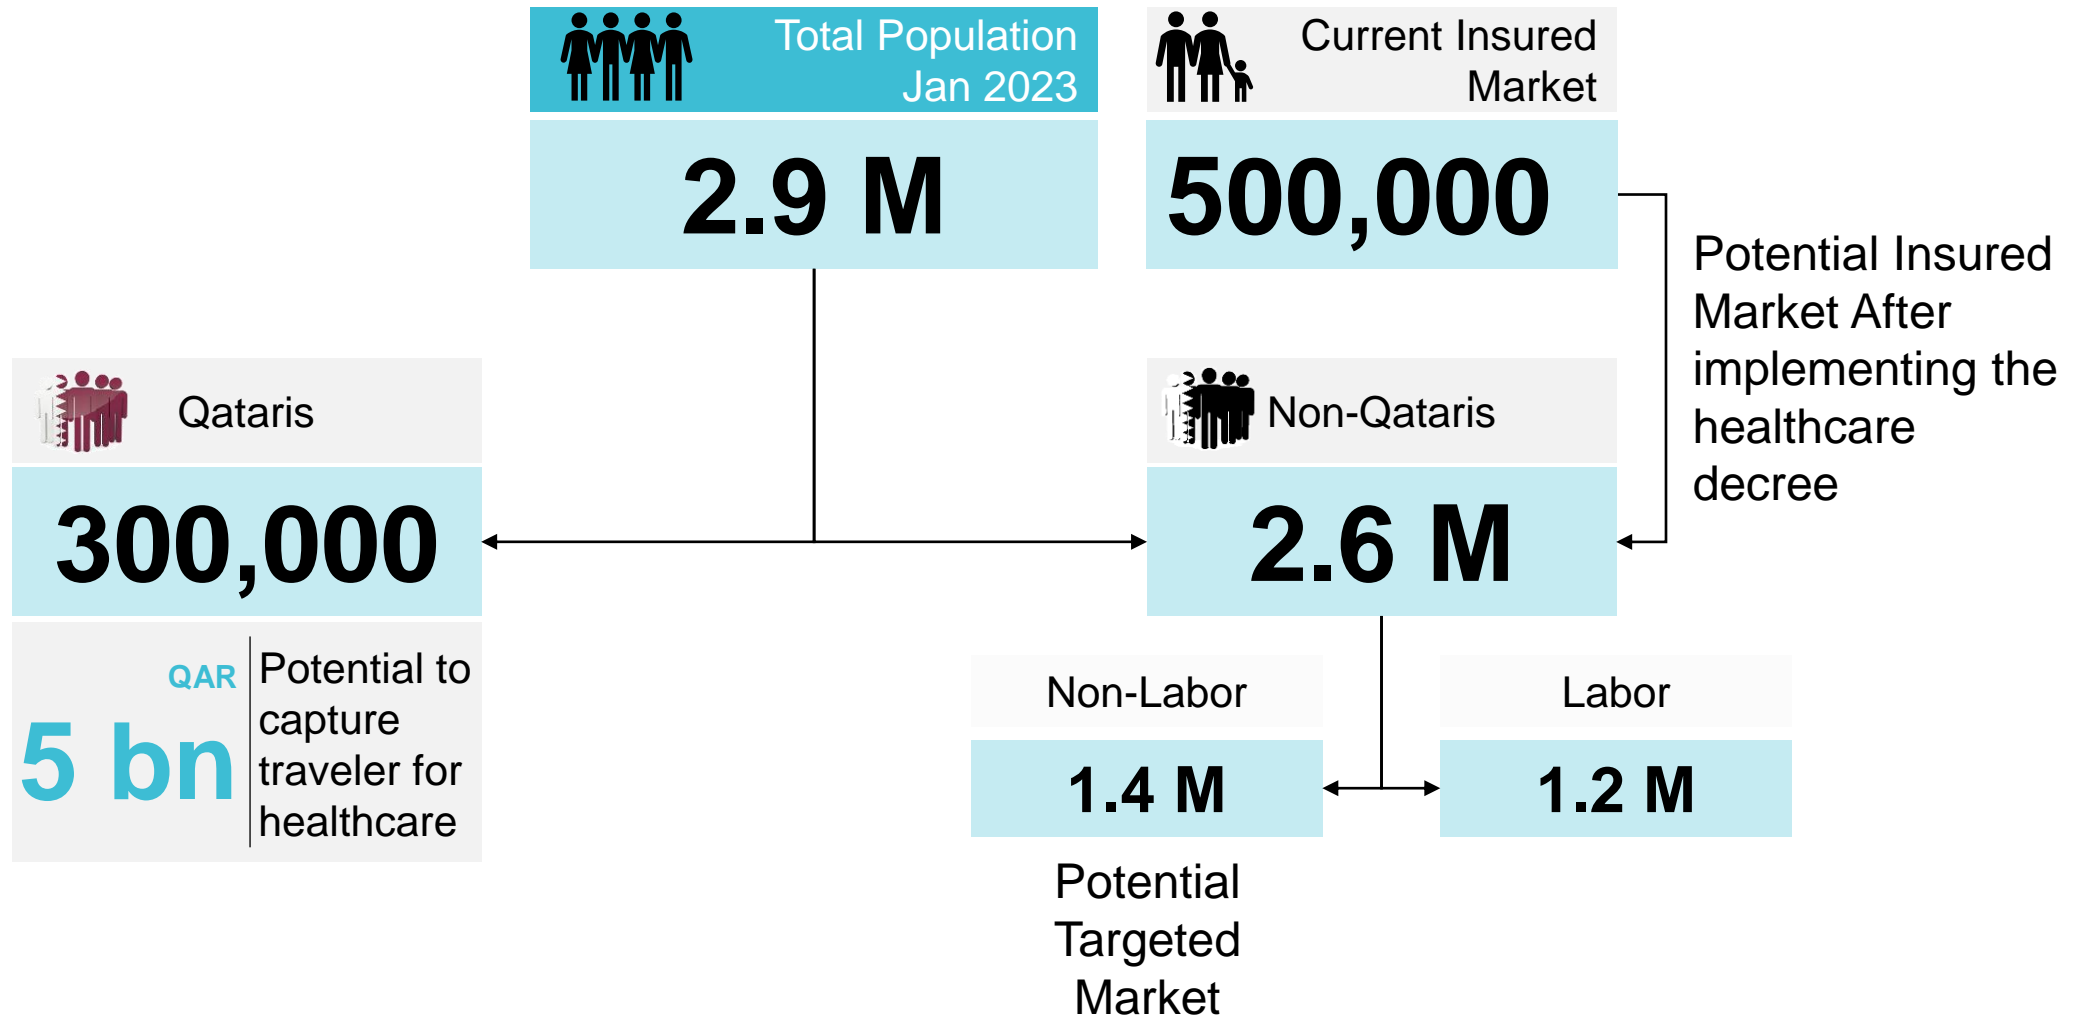 Total Population
Jan 2023
2.9 M
Current Insured
Market
500,000
Potential Insured
Market After
implementing the
healthcare
decree
Qataris
300,000
QAR
5 bn
Potential to
capture
traveler for
healthcare
Non-Qataris
2.6 M
Non-Labor
1.4 M
Potential
Targeted
Market
Labor
1.2 M